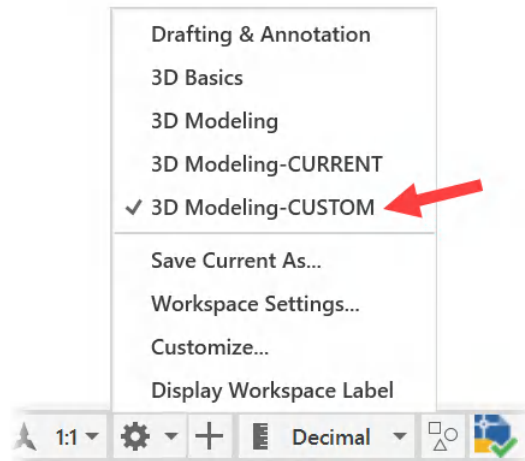 Drafting & Annotation
3D Basics
3D Modeling
3D Modeling-CURRENT
3D Modeling-CUSTOM
Save Current As...
Workspace Settings...
Customize...
Display Workspace Label
1:1 Decimal